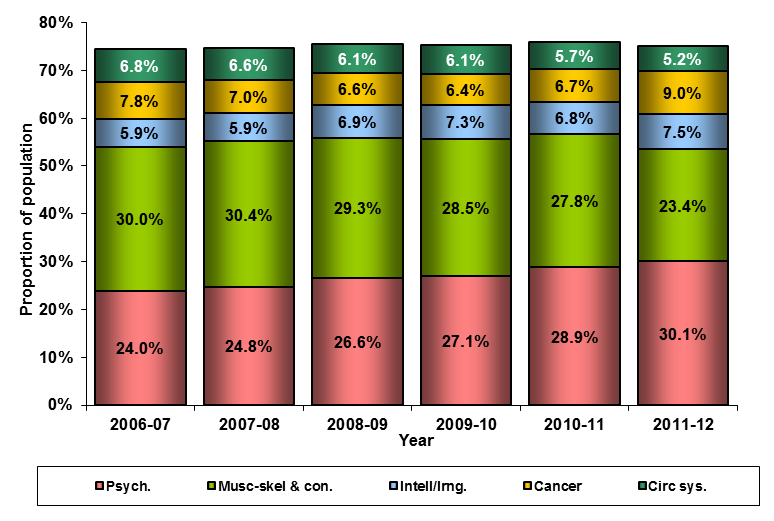 80%
70%
60%
50%
40%
30%
20%
10%
0%
Proportion of population
6.8% 6.6% 6.1% 6.1% 5.7% 5.2%
7.8% 7.0% 6.6% 6.4% 6.7% 9.0%
5.9% 5.9% 6.9% 7.3% 6.8% 7.5%
30.0% 30.4% 29.3% 28.5% 27.8% 23.4%
24.0% 24.8% 26.6% 27.1% 28.9% 30.1%
2006-07 2007-08 2008-09 2009-10 2010-11 2011-12
Year
Psych. Musc-skel & con. Intell/lrng. Cancer Circ sys.